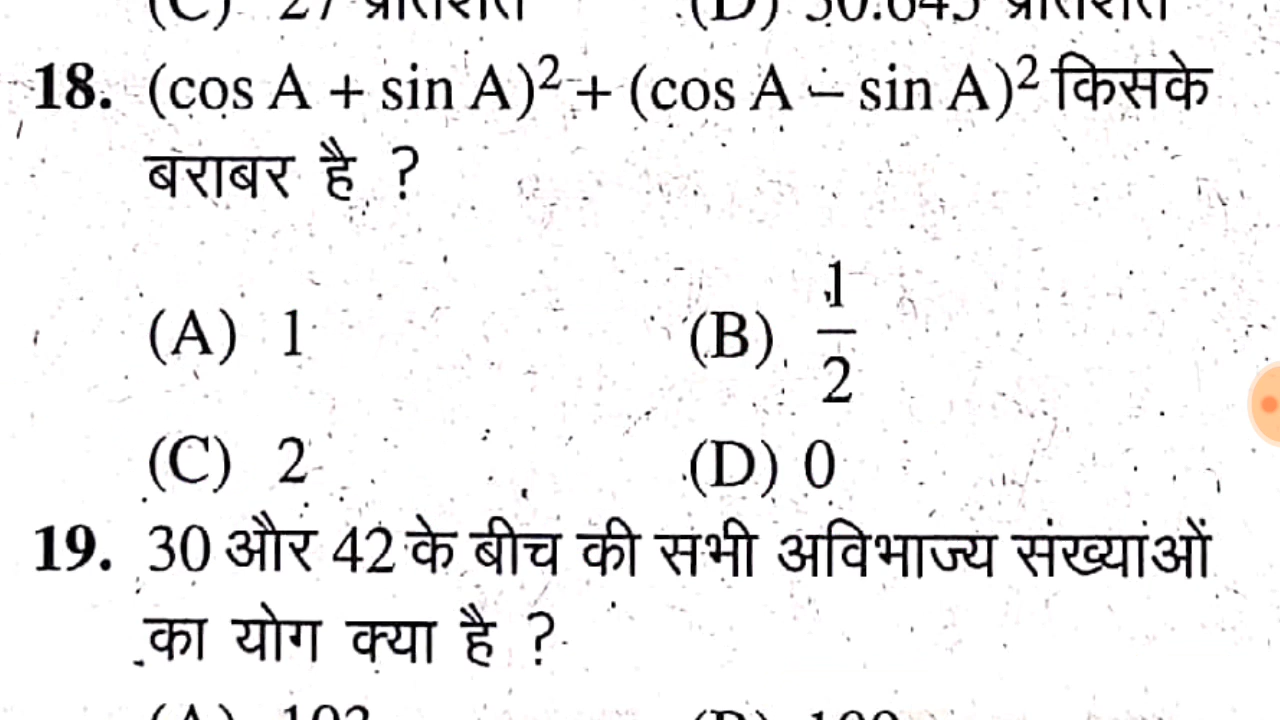 18. (cos A + sin A)² + (cos A – sin A)² किसके
बराबर है ?
(A) 1 (B) 1/2
(C) 2 (D) 0
19. 30 और 42 के बीच की सभी अविभाज्य संख्याओं
का योग क्या है ?